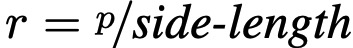 r = p/side-length